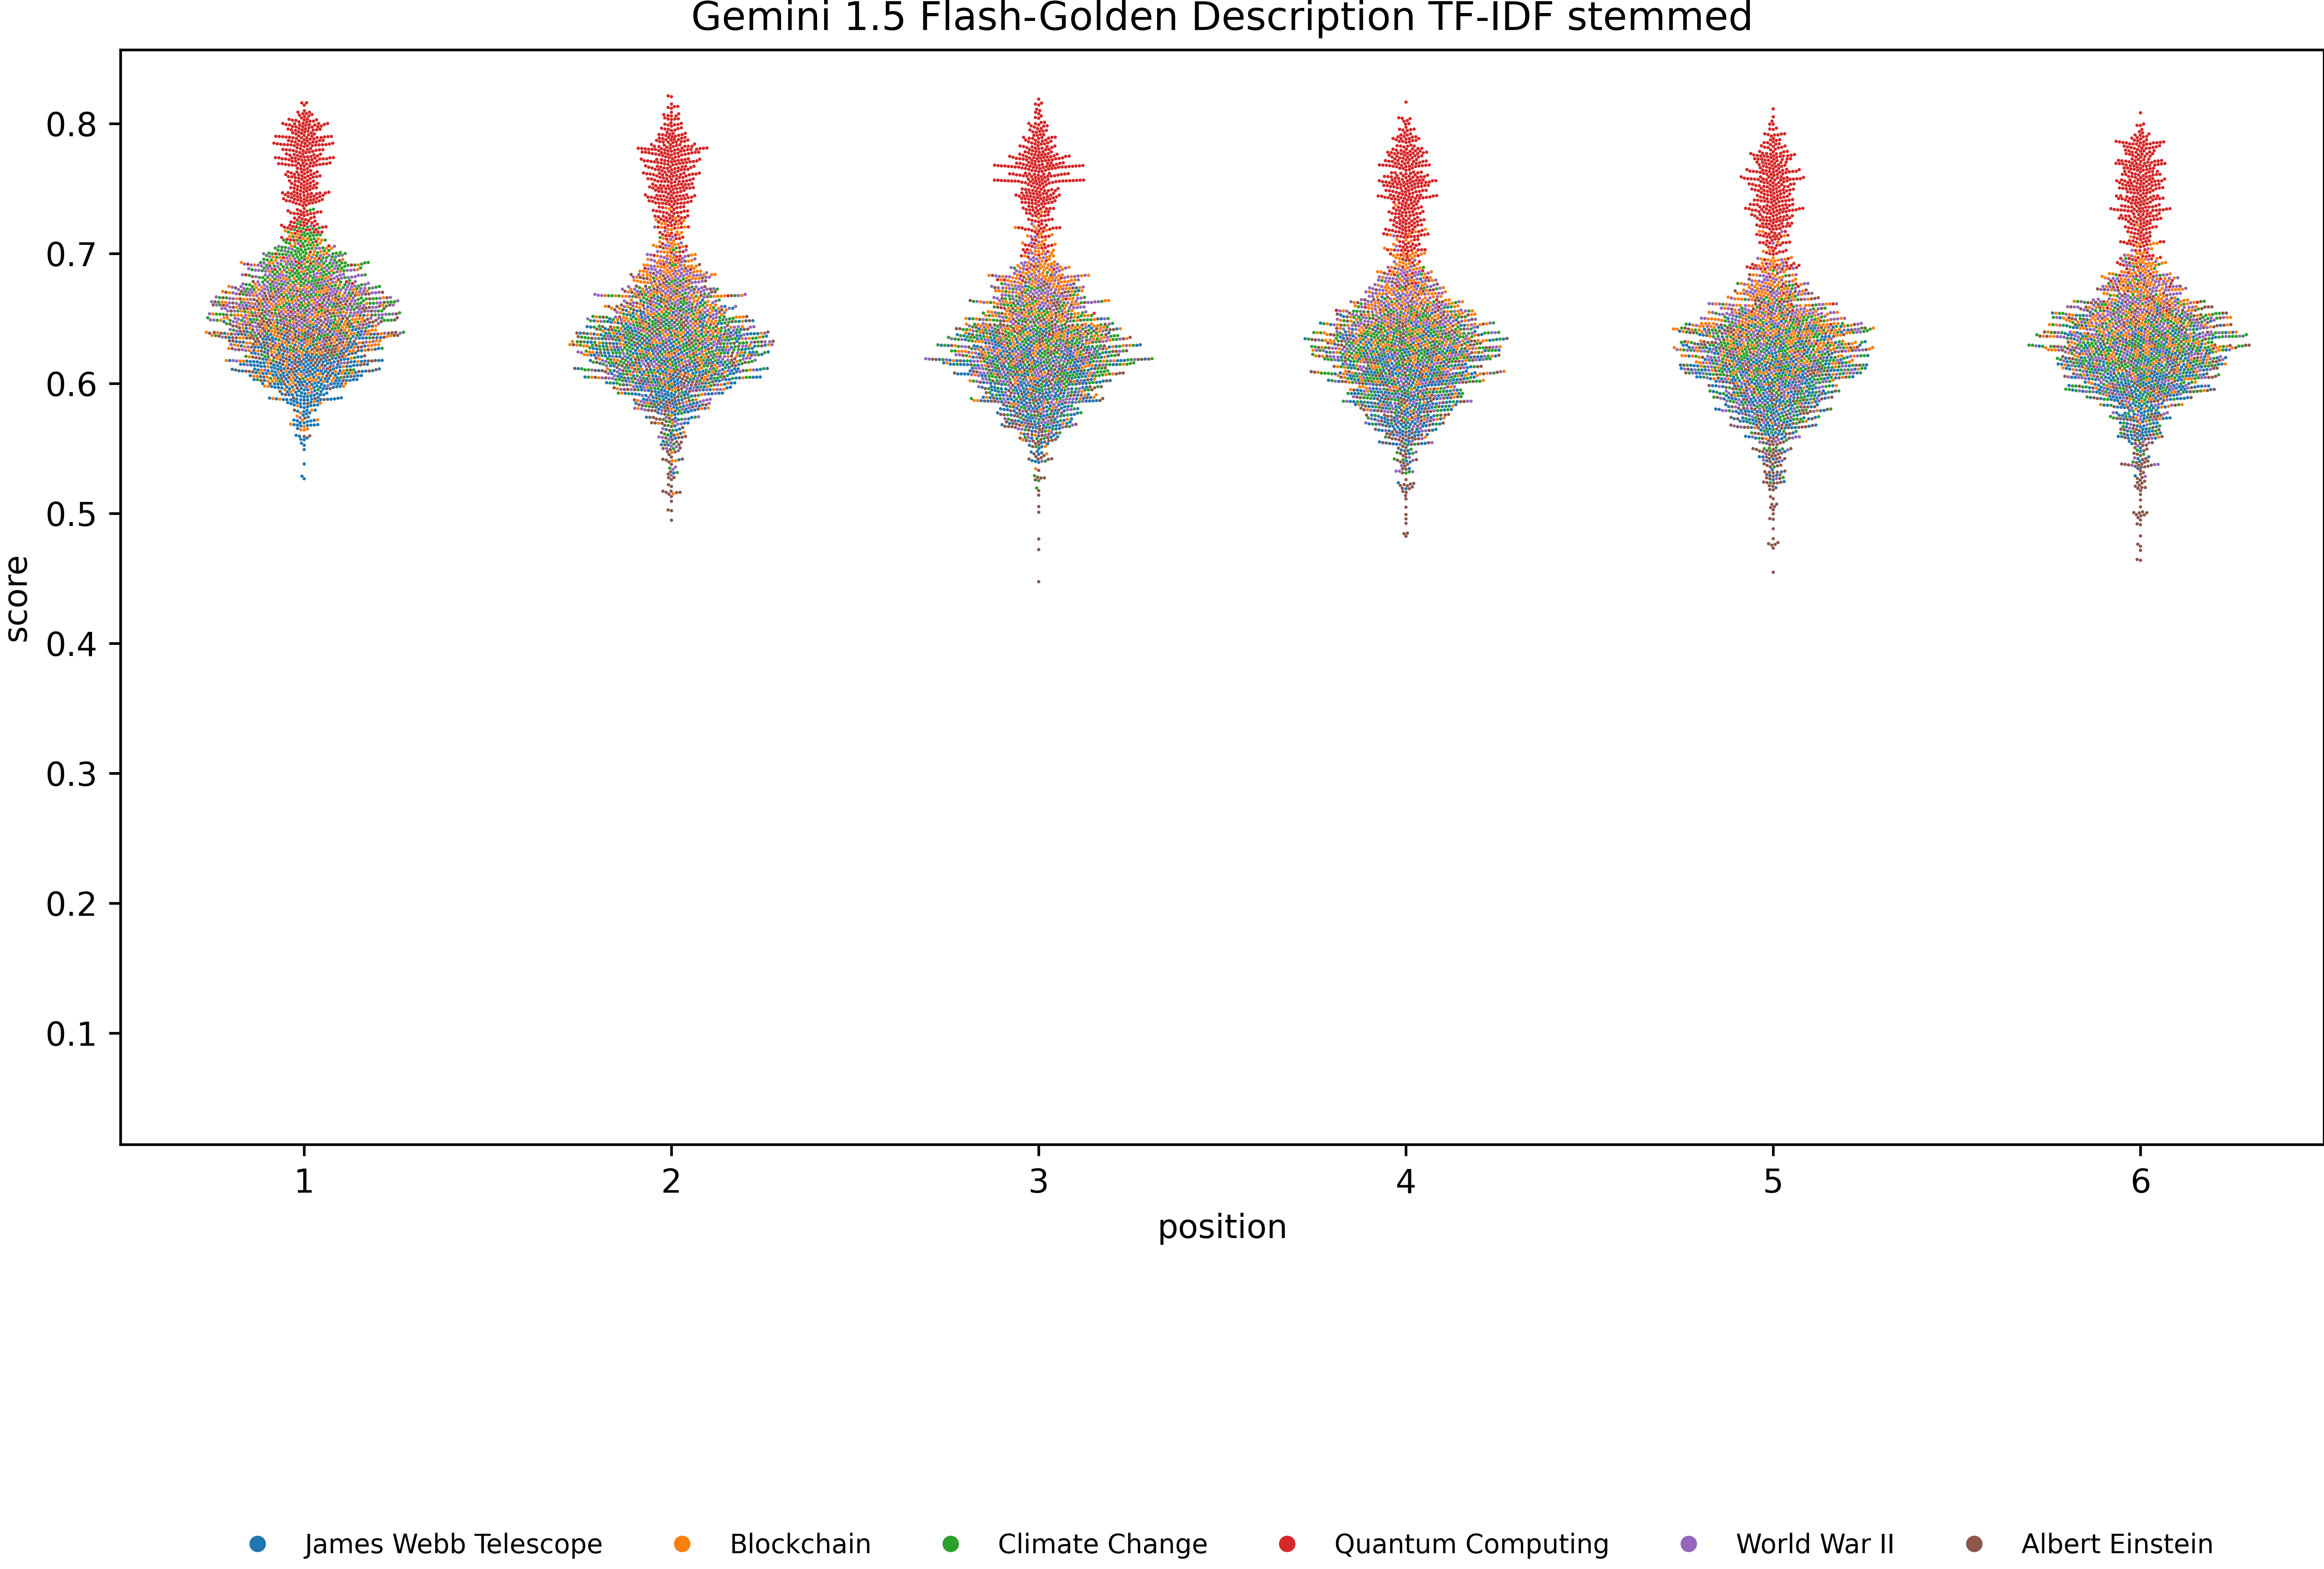 Gemini 1.5 Flash-Golden Description TF-IDF stemmed
score
0.8
0.7
0.6
0.5
0.4
0.3
0.2
0.1
1 2 3 4 5 6
position
James Webb Telescope Blockchain Climate Change Quantum Computing World War II Albert Einstein